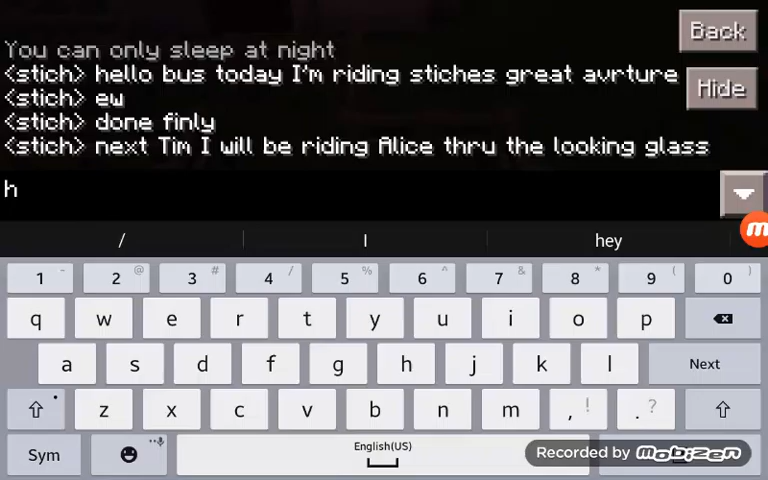 Back
You can only sleep at night
<stich> hello bus today I'm riding stiches great avrture
Hide
<stich> ew
<stich> done finly
<stich> next Tim I will be riding Alice thru the looking glass
h
/ I hey
1 - 2 @ 3 # 4 / 5 % 6 ^ 7 & 8 * 9 ( 0 )
q w e r t y u i o p
a s d f g h j k l Next
z x c v b n m , ! . ?
Sym English(US)
Recorded by mobizen